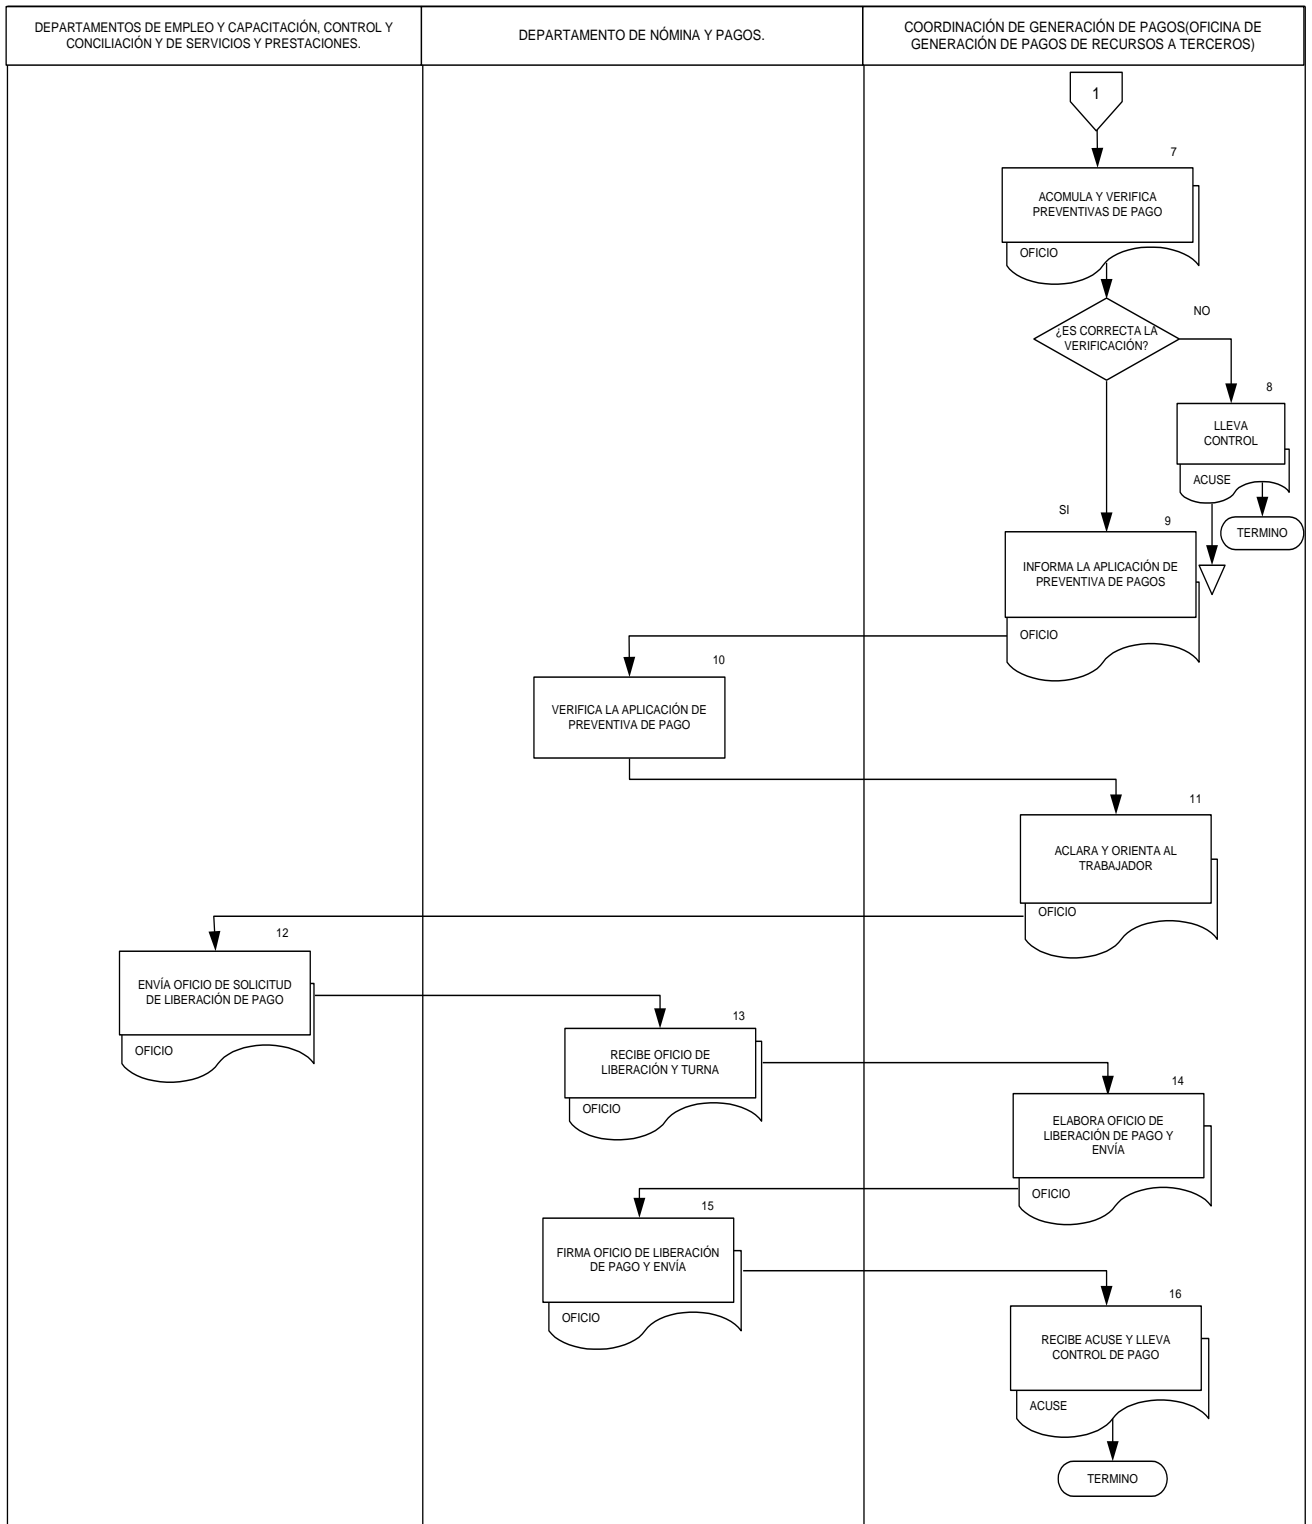 DEPARTAMENTOS DE EMPLEO Y CAPACITACIÓN, CONTROL Y
CONCILIACIÓN Y DE SERVICIOS Y PRESTACIONES.
DEPARTAMENTO DE NÓMINA Y PAGOS.
COORDINACIÓN DE GENERACIÓN DE PAGOS(OFICINA DE
GENERACIÓN DE PAGOS DE RECURSOS A TERCEROS)
1
7
ACOMULA Y VERIFICA
PREVENTIVAS DE PAGO
OFICIO
¿ES CORRECTA LA
VERIFICACIÓN?
NO
8
LLEVA
CONTROL
ACUSE
TERMINO
SI
9
INFORMA LA APLICACIÓN DE
PREVENTIVA DE PAGOS
OFICIO
10
VERIFICA LA APLICACIÓN DE
PREVENTIVA DE PAGO
11
ACLARA Y ORIENTA AL
TRABAJADOR
OFICIO
12
ENVÍA OFICIO DE SOLICITUD
DE LIBERACIÓN DE PAGO
OFICIO
13
RECIBE OFICIO DE
LIBERACIÓN Y TURNA
OFICIO
14
ELABORA OFICIO DE
LIBERACIÓN DE PAGO Y
ENVÍA
OFICIO
15
FIRMA OFICIO DE LIBERACIÓN
DE PAGO Y ENVÍA
OFICIO
16
RECIBE ACUSE Y LLEVA
CONTROL DE PAGO
ACUSE
TERMINO